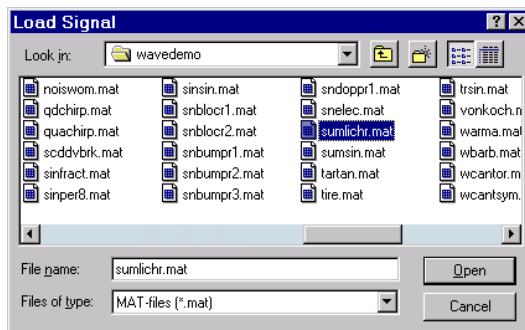 Load Signal
Look in: wavedemo
noiswom.mat sinsin.mat sndoppr1.mat trsin.mat
qdchirp.mat snblocr1.mat snelec.mat vonkoch.n
quachirp.mat snblocr2.mat sumlichr.mat warma.mat
scddvbrk.mat snbumpr1.mat sumsin.mat wbarb.mat
sinfract.mat snbumpr2.mat tartan.mat wcantor.m
sinper8.mat snbumpr3.mat tire.mat wcantsym.
File name: sumlichr.mat Open
Files of type: MAT-files (*.mat) Cancel